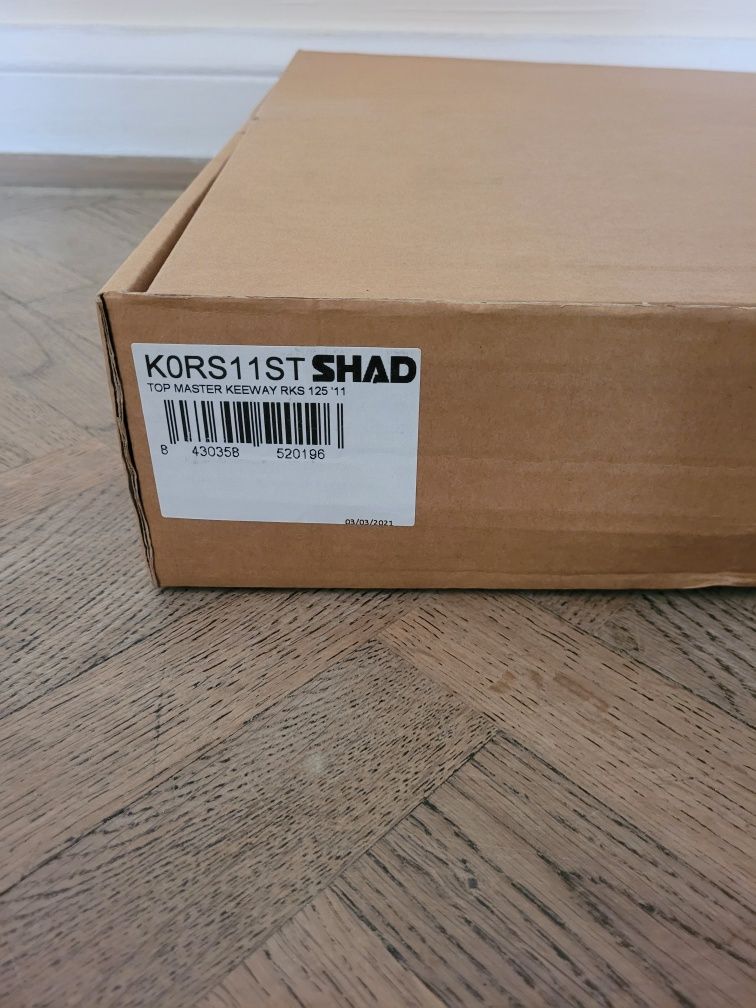 K0RS11ST SHAD
TOP MASTER KEEWAY RKS 125 '11
8 430358 520196
03/03/2021